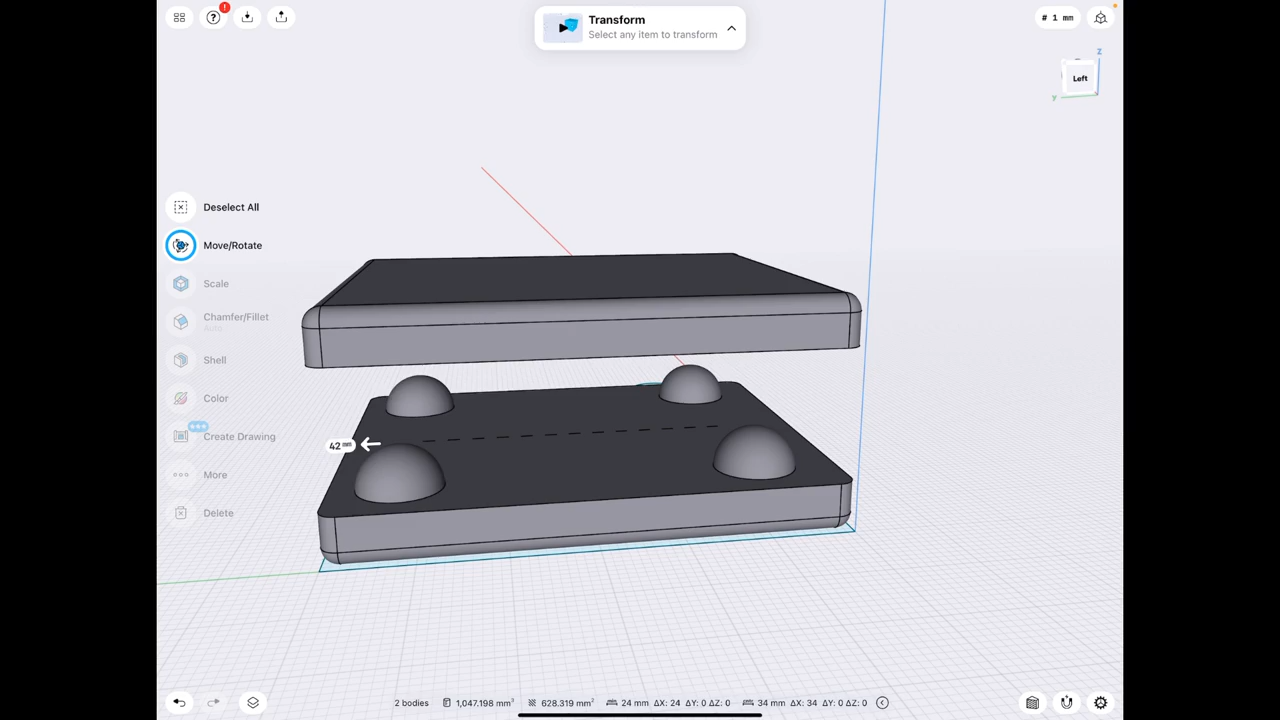 !
Transform
Select any item to transform
# 1 mm
Z
Left
Y
Deselect All
Move/Rotate
Scale
Chamfer/Fillet
Auto
Shell
Color
Create Drawing
More
Delete
42 mm
2 bodies 1,047.198 mm³ 628.319 mm² 24 mm ΔX: 24 ΔY: 0 ΔZ: 0 34 mm ΔX: 34 ΔY: 0 ΔZ: 0